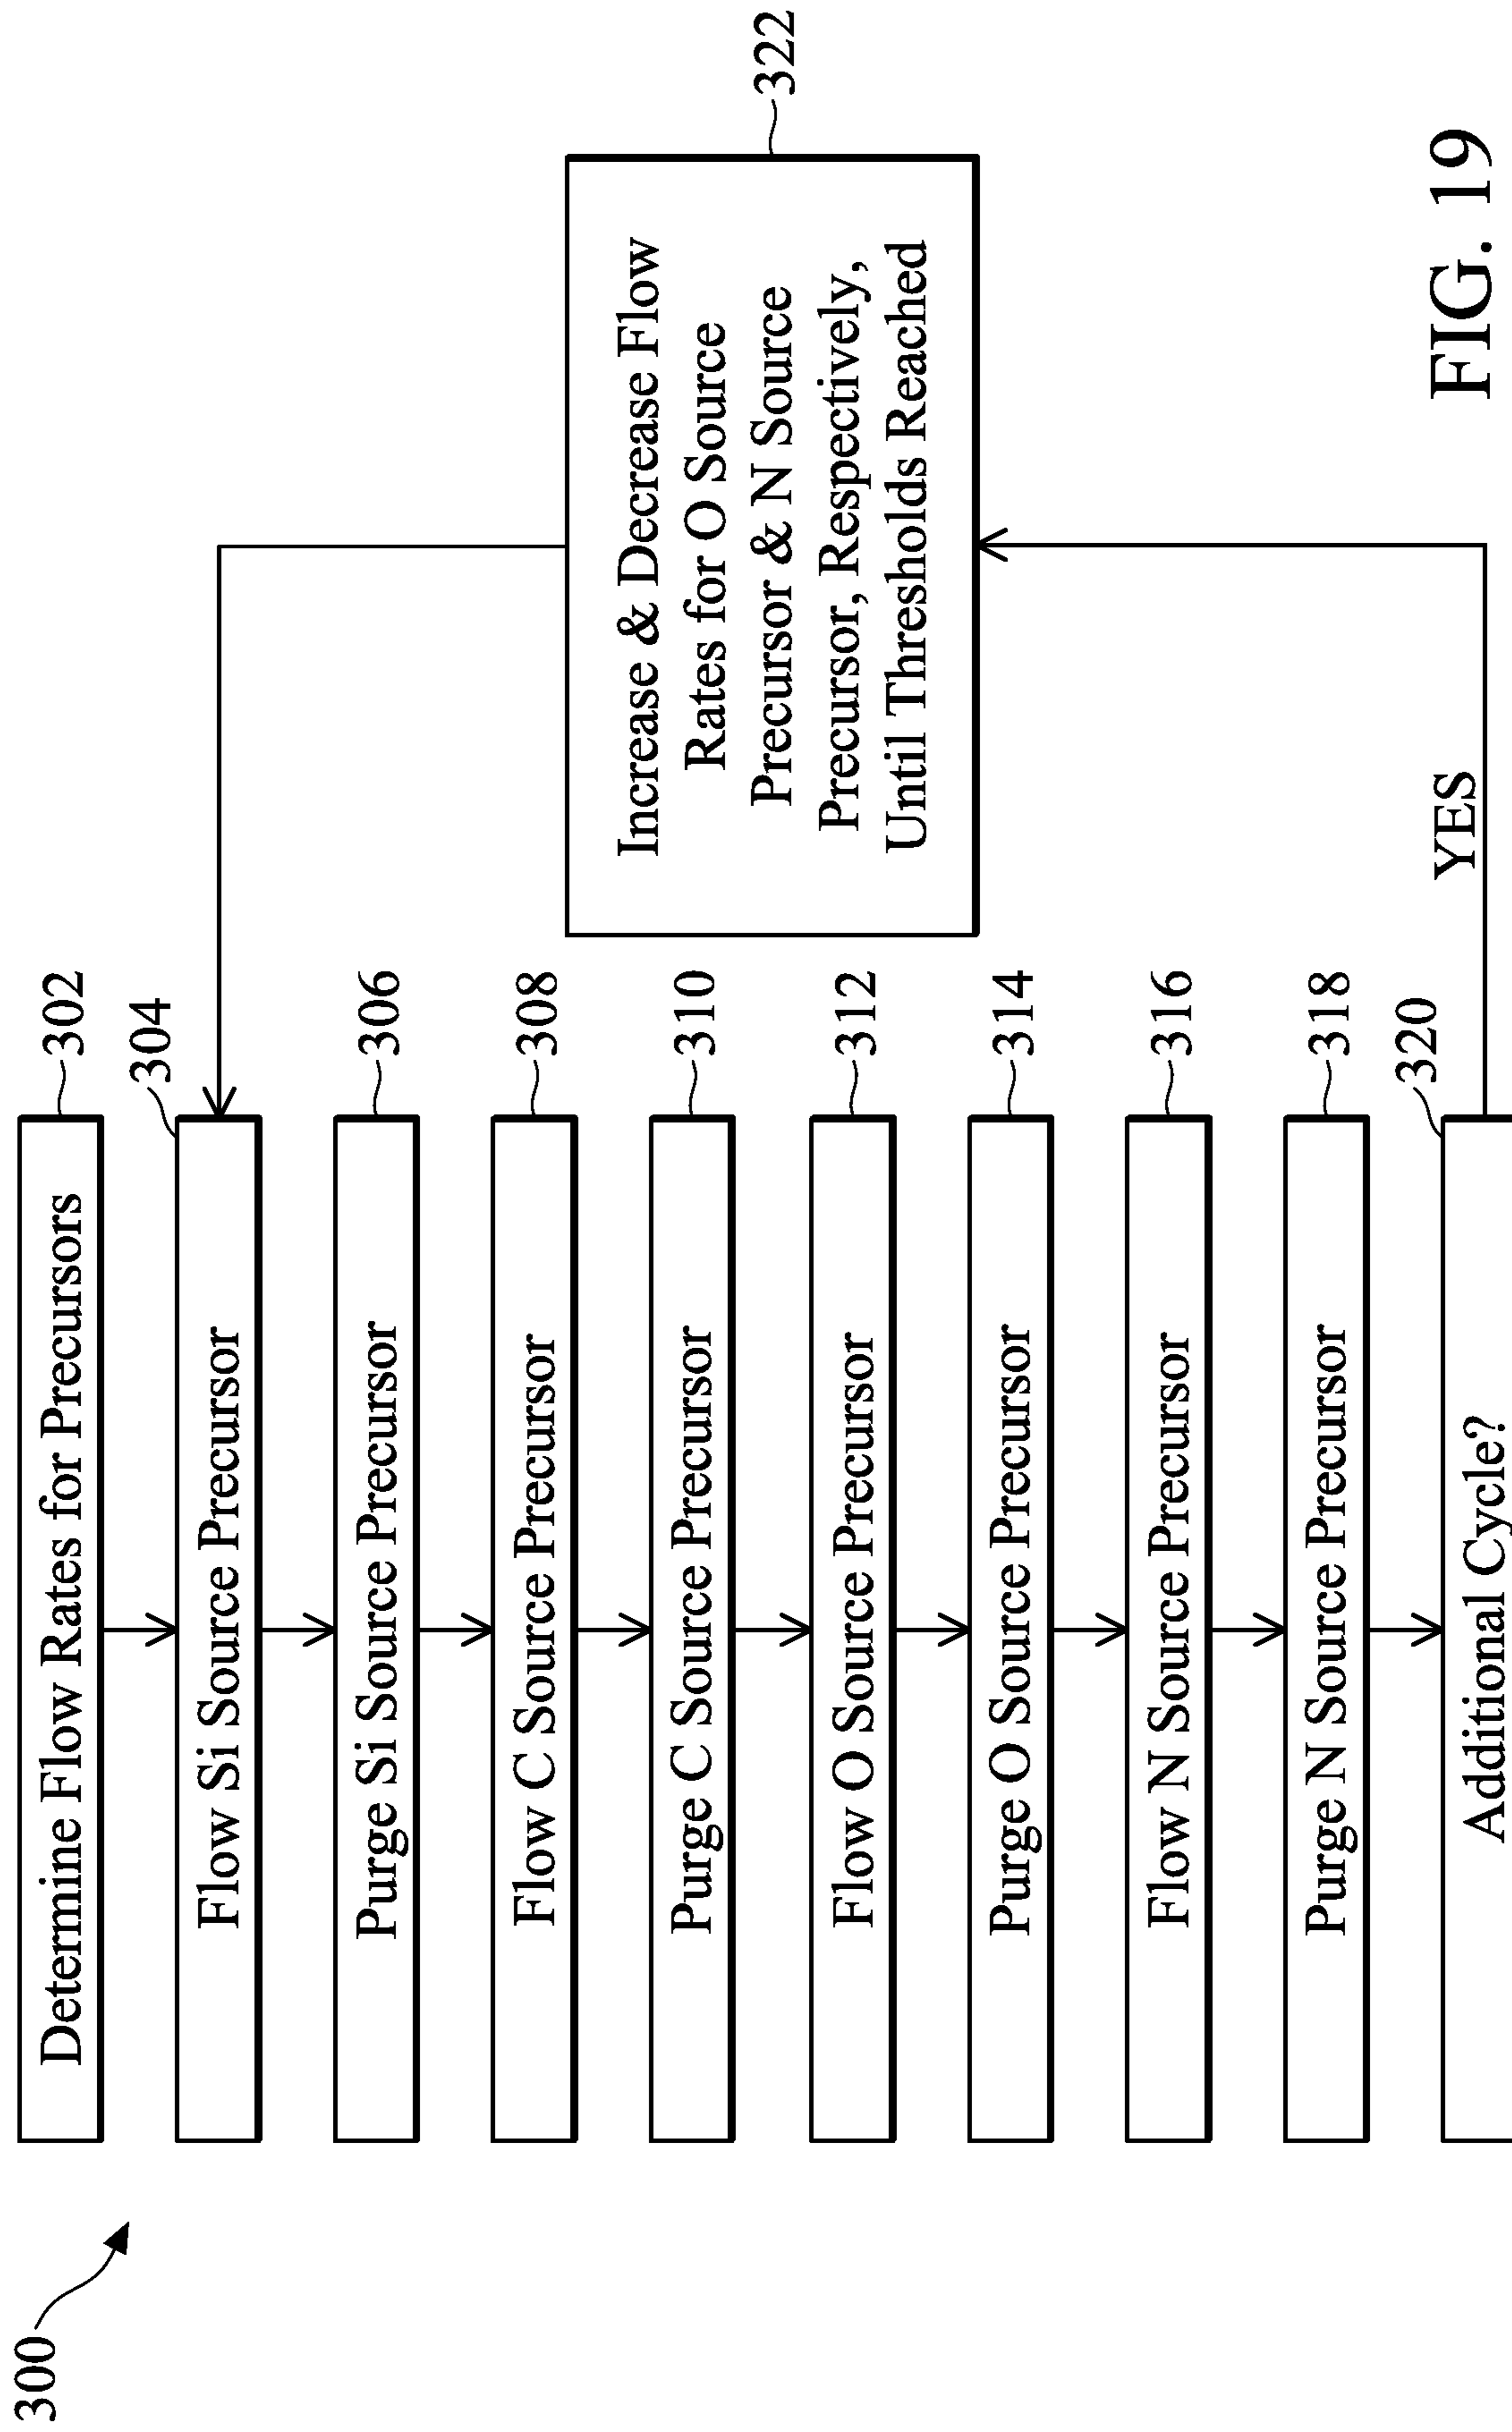 300
Determine Flow Rates for Precursors
302
304
Flow Si Source Precursor
Purge Si Source Precursor
306
Flow C Source Precursor
308
Purge C Source Precursor
310
Flow O Source Precursor
312
Purge O Source Precursor
314
Flow N Source Precursor
316
Purge N Source Precursor
318
320
Additional Cycle?
YES
Increase & Decrease Flow
Rates for O Source
Precursor & N Source
Precursor, Respectively,
Until Thresholds Reached
322
FIG. 19